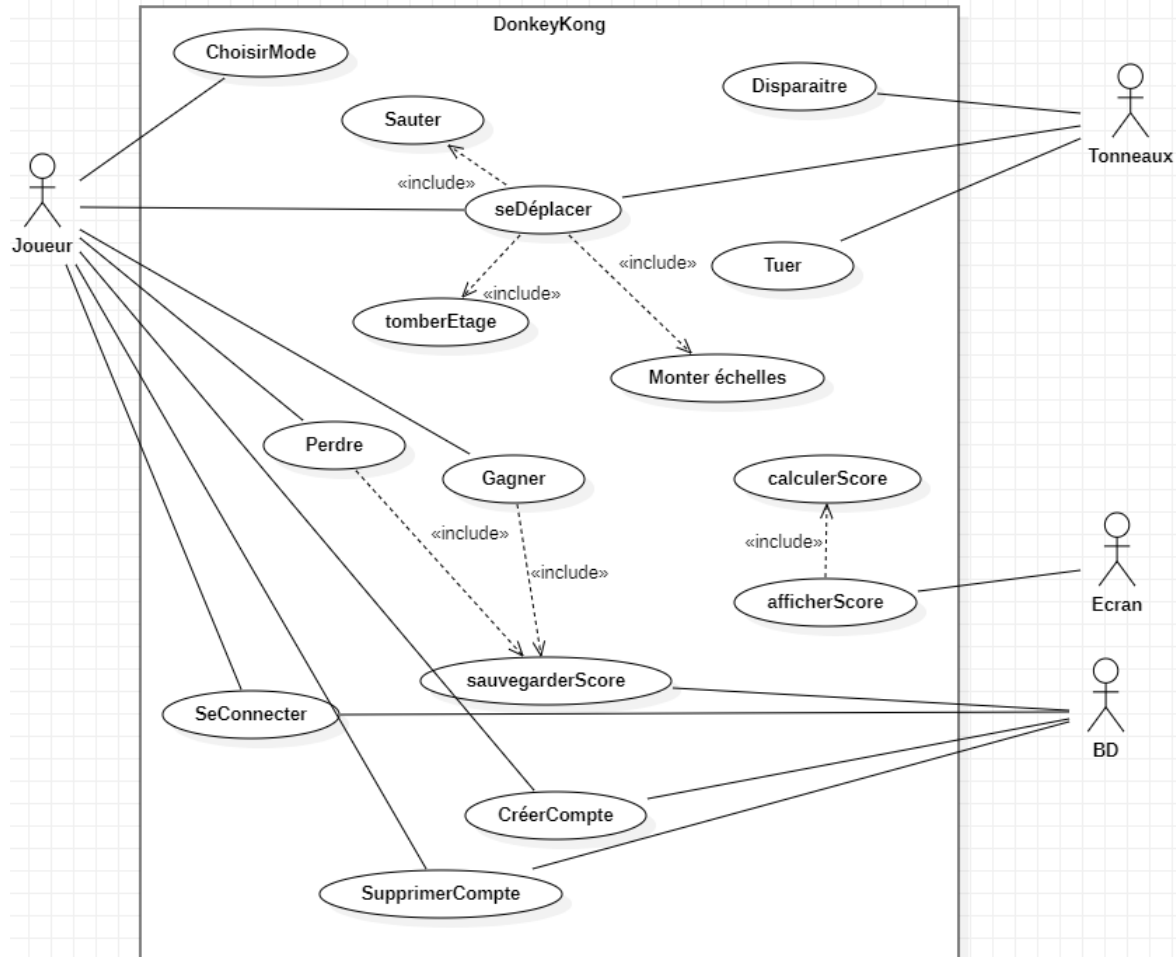 DonkeyKong
ChoisirMode
Disparaitre
Sauter
Tonneaux
«include»
seDéplacer
Joueur
«include»
Tuer
«include»
tomberEtage
Monter échelles
Perdre
Gagner
calculerScore
«include»
«include»
«include»
afficherScore
Ecran
sauvegarderScore
SeConnecter
BD
CréerCompte
SupprimerCompte